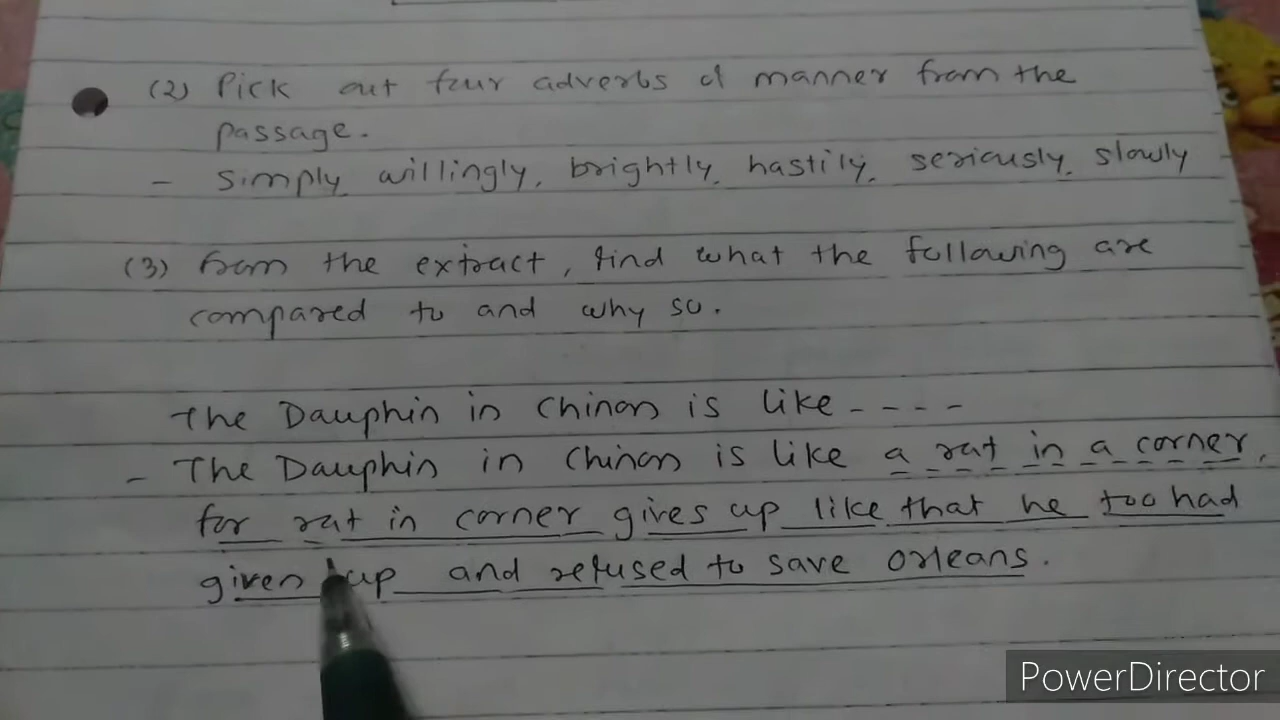 (2) Pick out four adverbs of manner from the
passage.
- simply, willingly, brightly, hastily, seriously, slowly
(3) from the extract, find what the following are
compared to and why so.
The Dauphin in Chinon is like - - - -
- The Dauphin in Chinon is like a rat in a corner,
for rat in corner gives up like that he too had
given up and refused to save orleans.
PowerDirector